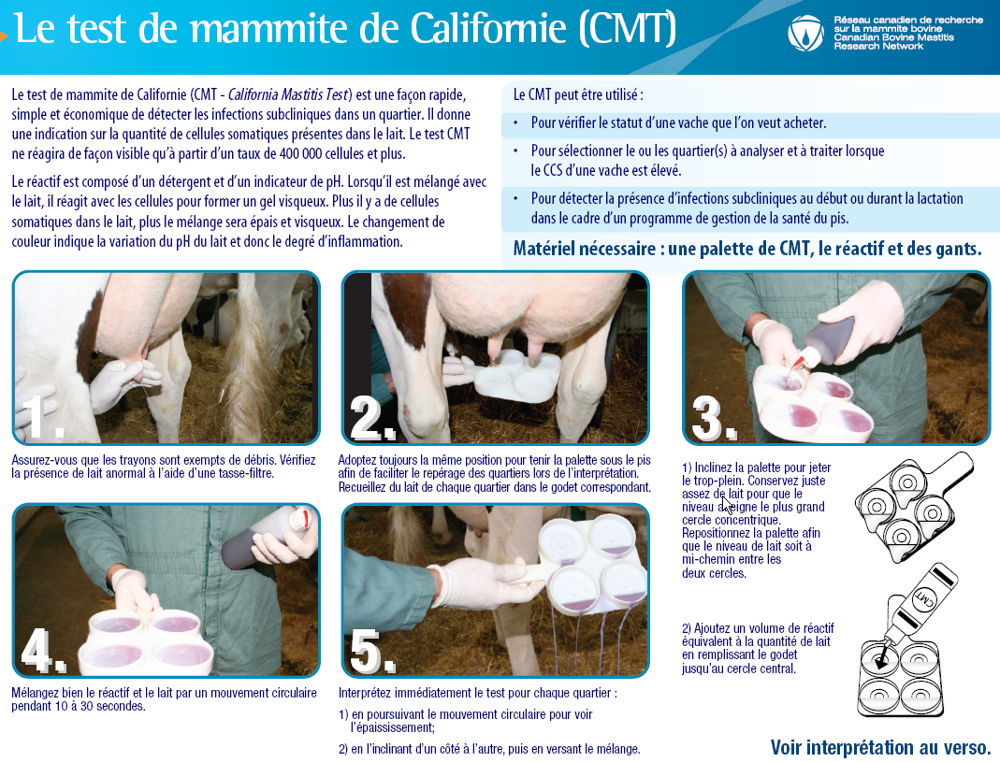 Le test de mammite de Californie (CMT)
Réseau canadien de recherche
sur la mammite bovine
Canadian Bovine Mastitis
Research Network
Le test de mammite de Californie (CMT - California Mastitis Test) est une façon rapide,
simple et économique de détecter les infections subcliniques dans un quartier. Il donne
une indication sur la quantité de cellules somatiques présentes dans le lait. Le test CMT
ne réagira de façon visible qu'à partir d'un taux de 400 000 cellules et plus.
Le réactif est composé d'un détergent et d'un indicateur de pH. Lorsqu'il est mélangé avec
le lait, il réagit avec les cellules pour former un gel visqueux. Plus il y a de cellules
somatiques dans le lait, plus le mélange sera épais et visqueux. Le changement de
couleur indique la variation du pH du lait et donc le degré d'inflammation.
Le CMT peut être utilisé :
• Pour vérifier le statut d'une vache que l'on veut acheter.
• Pour sélectionner le ou les quartier(s) à analyser et à traiter lorsque
le CCS d'une vache est élevé.
• Pour détecter la présence d'infections subcliniques au début ou durant la lactation
dans le cadre d'un programme de gestion de la santé du pis.
Matériel nécessaire : une palette de CMT, le réactif et des gants.
1.
Assurez-vous que les trayons sont exempts de débris. Vérifiez
la présence de lait anormal à l'aide d'une tasse-filtre.
2.
Adoptez toujours la même position pour tenir la palette sous le pis
afin de faciliter le repérage des quartiers lors de l'interprétation.
Recueillez du lait de chaque quartier dans le godet correspondant.
3.
1) Inclinez la palette pour jeter
le trop-plein. Conservez juste
assez de lait pour que le
niveau atteigne le plus grand
cercle concentrique.
Repositionnez la palette afin
que le niveau de lait soit à
mi-chemin entre les
deux cercles.
2) Ajoutez un volume de réactif
équivalent à la quantité de lait
en remplissant le godet
jusqu'au cercle central.
CMT
4.
Mélangez bien le réactif et le lait par un mouvement circulaire
pendant 10 à 30 secondes.
5.
Interprétez immédiatement le test pour chaque quartier :
1) en poursuivant le mouvement circulaire pour voir
l'épaississement;
2) en l'inclinant d'un côté à l'autre, puis en versant le mélange.
Voir interprétation au verso.